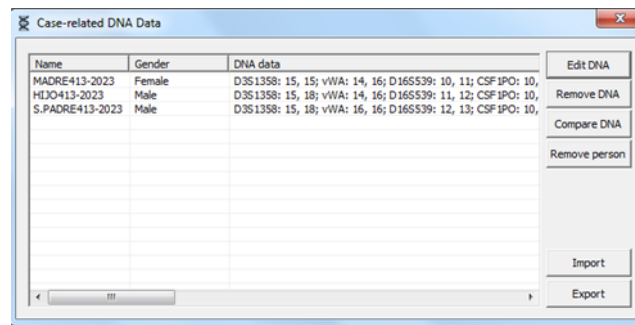 Case-related DNA Data
Name Gender DNA data
MADRE413-2023 Female D3S1358: 15, 15; vWA: 14, 16; D16S539: 10, 11; CSF1PO: 10,
HIJO413-2023 Male D3S1358: 15, 18; vWA: 14, 16; D16S539: 11, 12; CSF1PO: 10,
S.PADRE413-2023 Male D3S1358: 15, 18; vWA: 16, 16; D16S539: 12, 13; CSF1PO: 10,
Edit DNA
Remove DNA
Compare DNA
Remove person
Import
Export